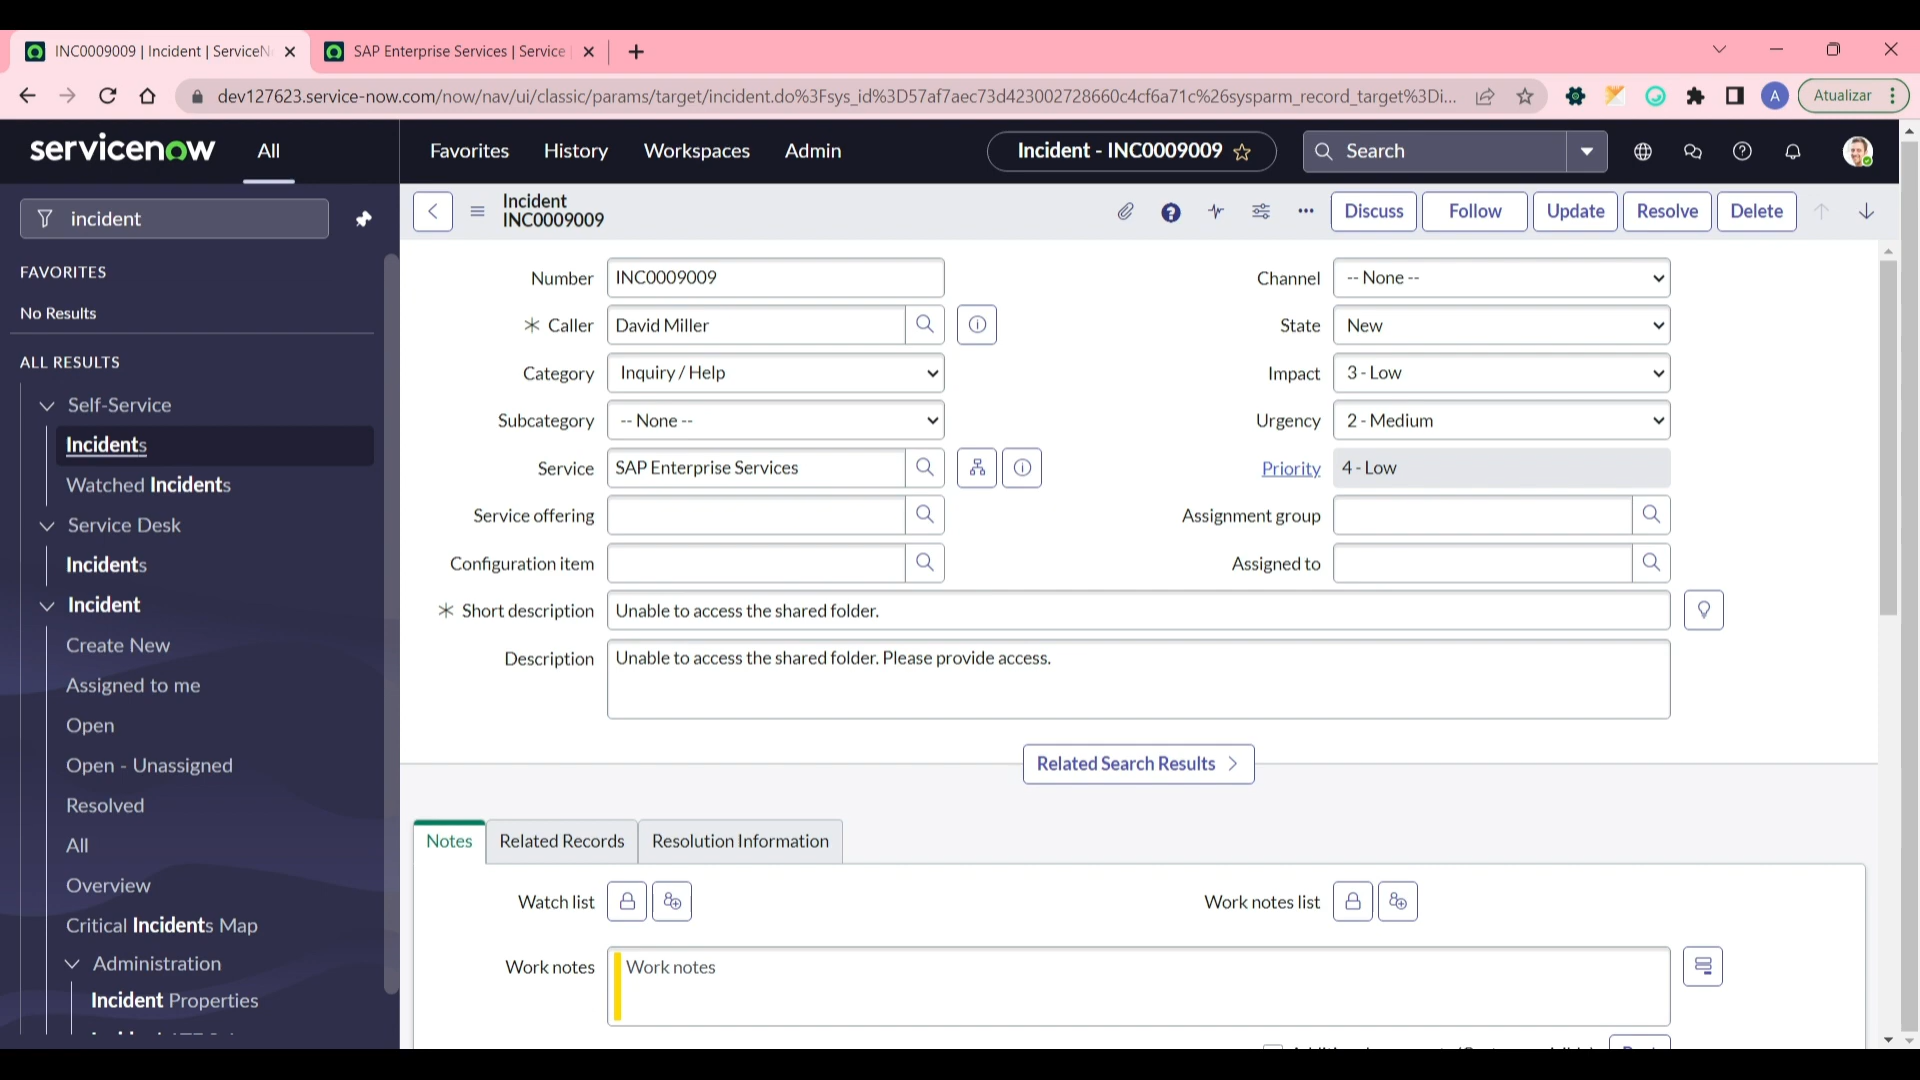 INC0009009 | Incident | ServiceN
SAP Enterprise Services | Service
dev127623.service-now.com/now/nav/ui/classic/params/target/incident.do%3Fsys_id%3D57af7aec73d423002728660c4cf6a71c%26sysparm_record_target%3Di...
A
Atualizar
servicenow
All
Favorites
History
Workspaces
Admin
Incident - INC0009009
Search
incident
FAVORITES
No Results
ALL RESULTS
Self-Service
Incidents
Watched Incidents
Service Desk
Incidents
Incident
Create New
Assigned to me
Open
Open - Unassigned
Resolved
All
Overview
Critical Incidents Map
Administration
Incident Properties
Incident
INC0009009
Discuss
Follow
Update
Resolve
Delete
Number INC0009009
Channel -- None --
Caller David Miller
State New
Category Inquiry / Help
Impact 3 - Low
Subcategory -- None --
Urgency 2 - Medium
Service SAP Enterprise Services
Priority 4 - Low
Service offering
Assignment group
Configuration item
Assigned to
Short description Unable to access the shared folder.
Description Unable to access the shared folder. Please provide access.
Related Search Results
Notes
Related Records
Resolution Information
Watch list
Work notes list
Work notes Work notes